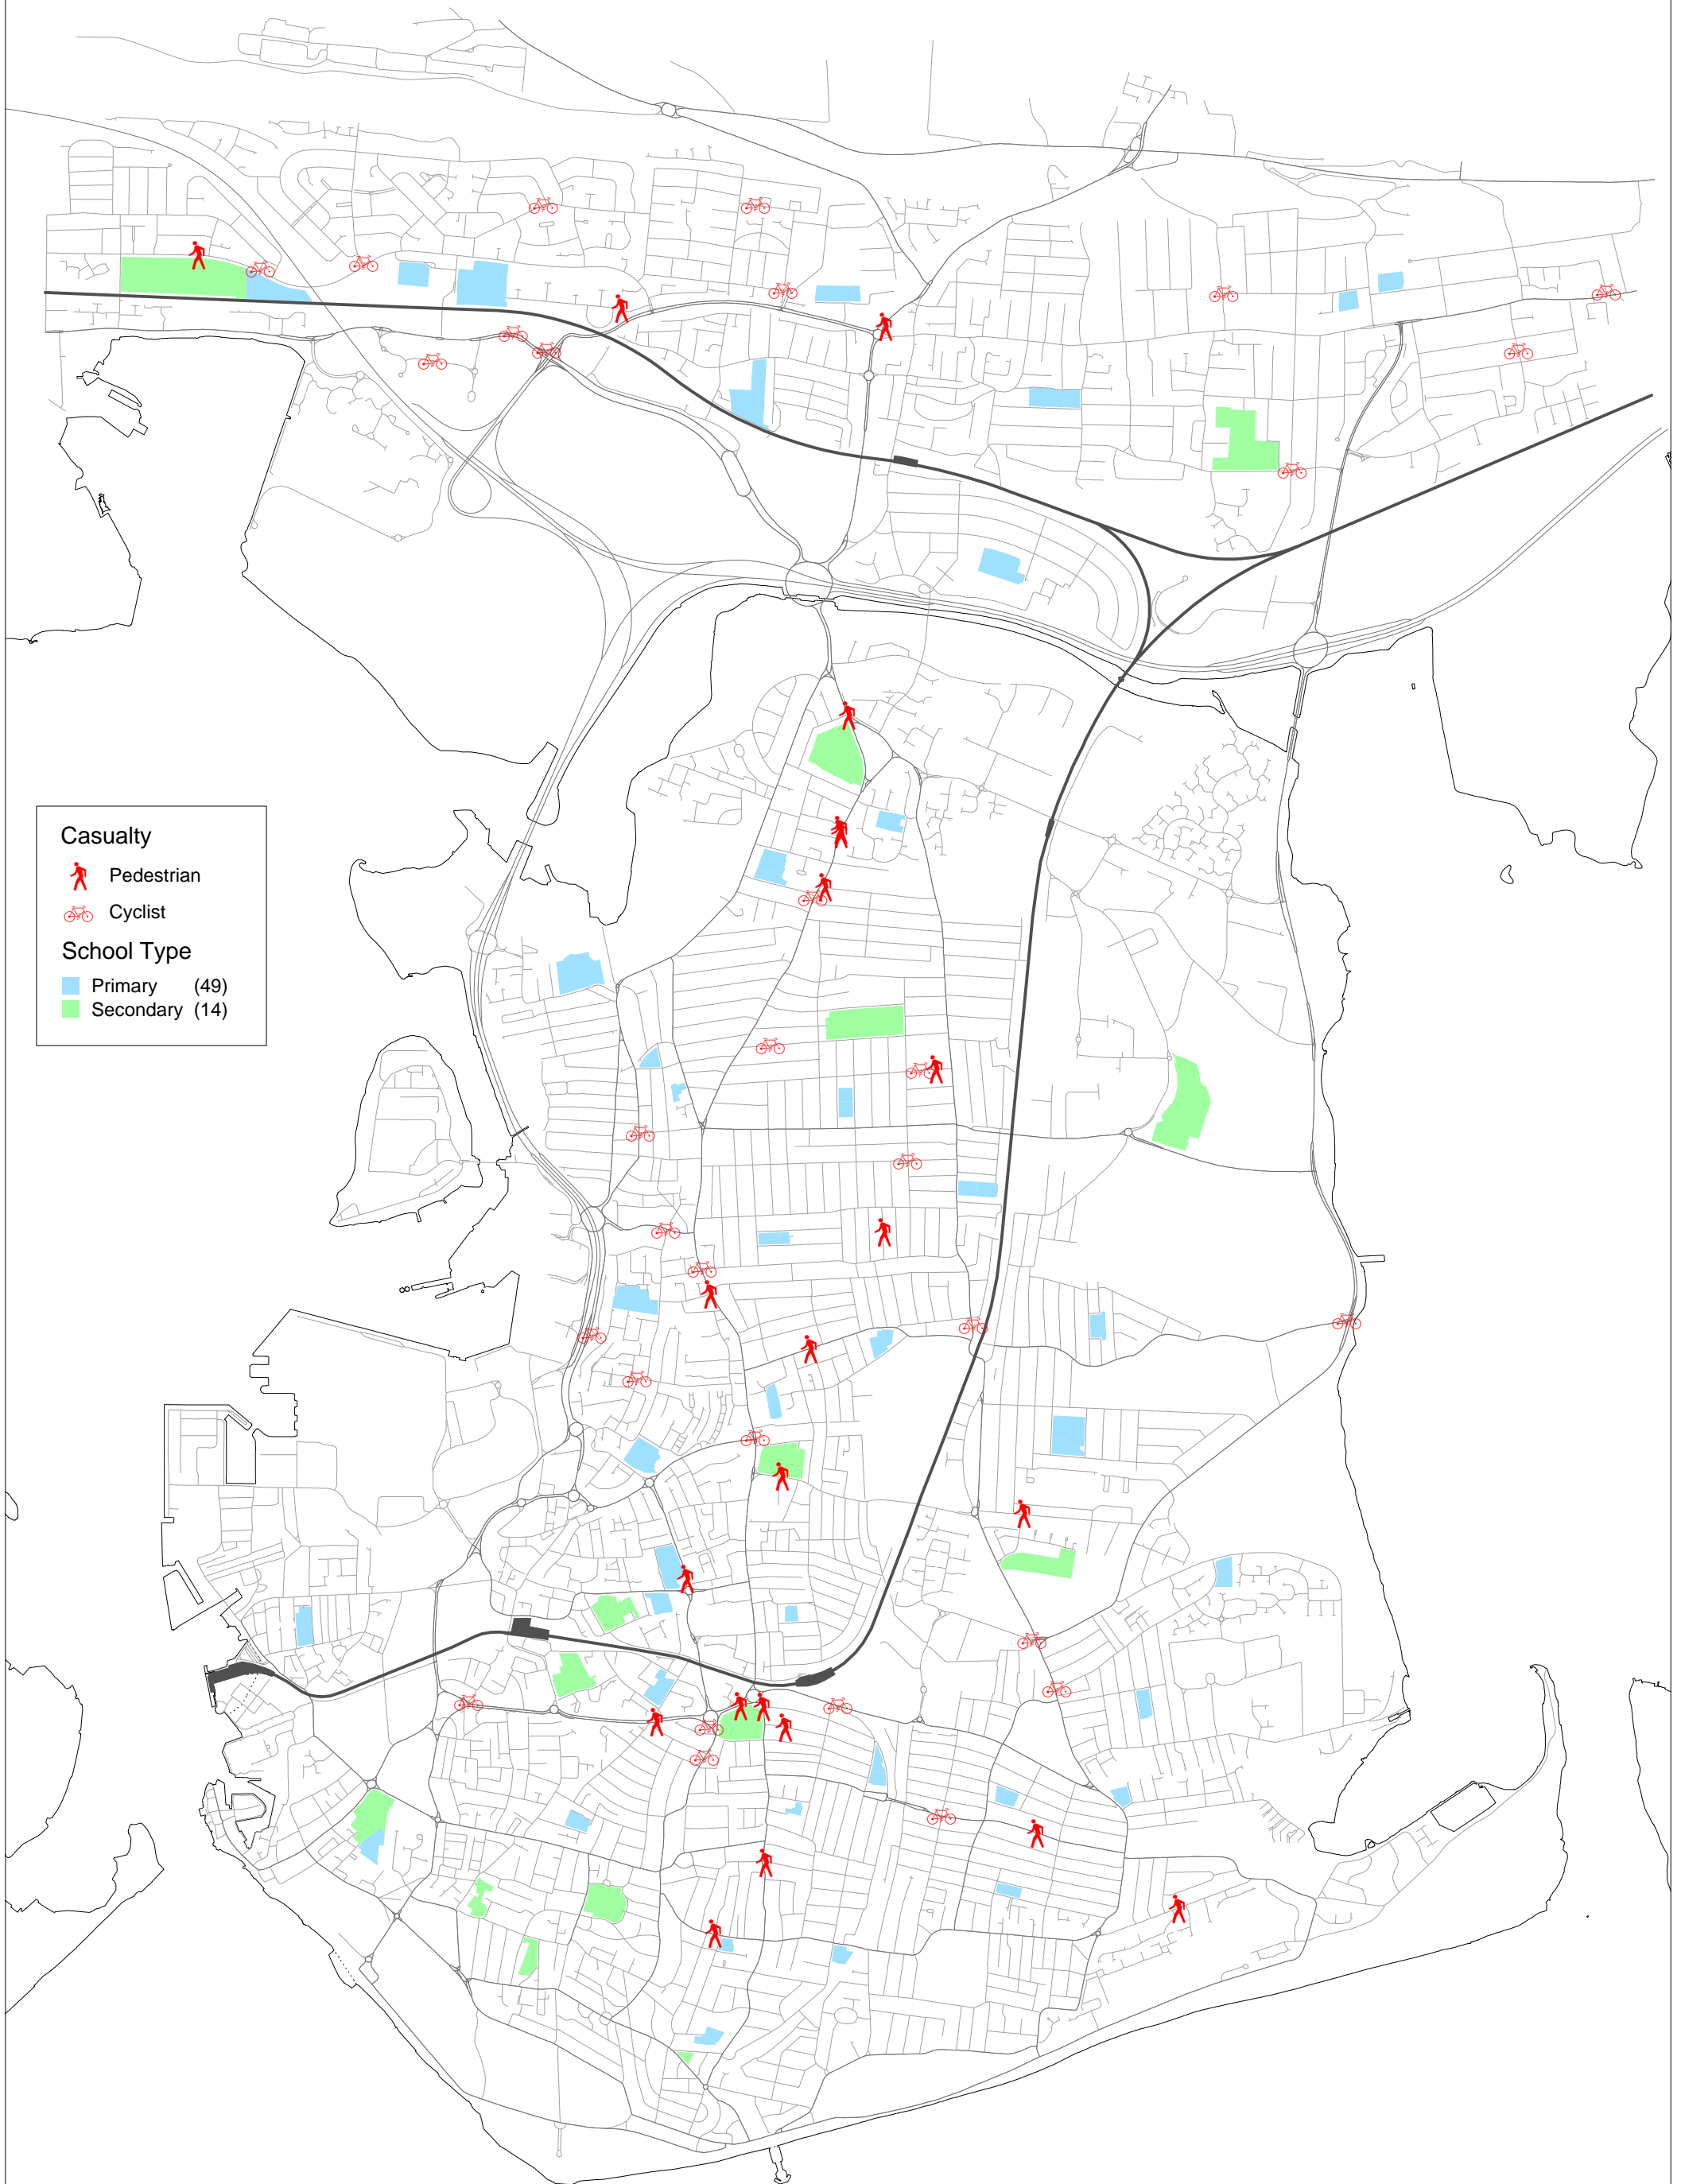 Casualty
Pedestrian
Cyclist
School Type
Primary (49)
Secondary (14)